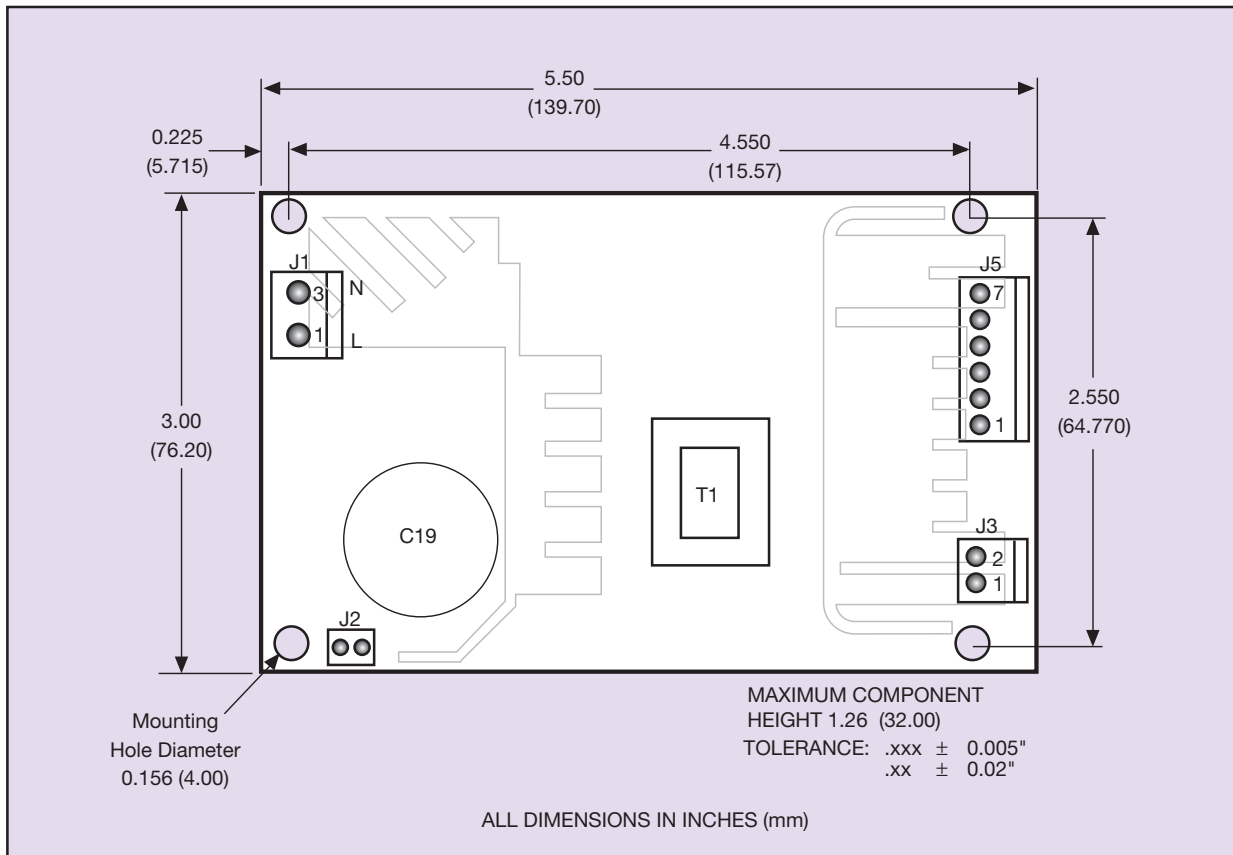 5.50
(139.70)
0.225
(5.715)
4.550
(115.57)
J1
3
N
1
L
J5
7
1
3.00
(76.20)
2.550
(64.770)
T1
C19
J3
2
1
J2
Mounting
Hole Diameter
0.156 (4.00)
MAXIMUM COMPONENT
HEIGHT 1.26 (32.00)
TOLERANCE: .xxx ± 0.005"
.xx ± 0.02"
ALL DIMENSIONS IN INCHES (mm)